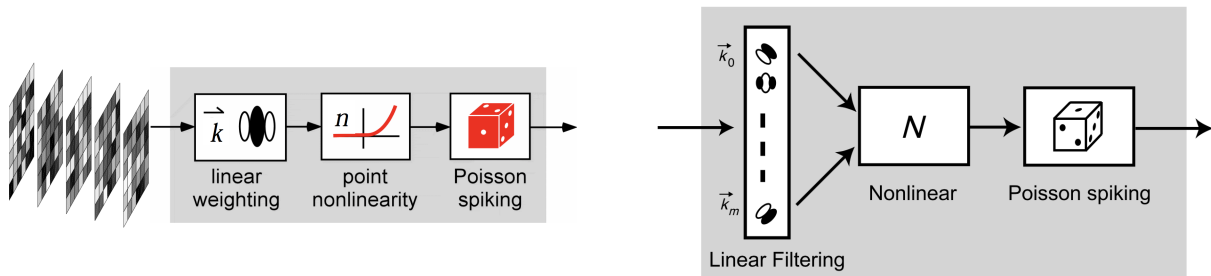 k
n
linear
weighting
point
nonlinearity
Poisson
spiking
k0
km
Linear Filtering
N
Nonlinear
Poisson spiking